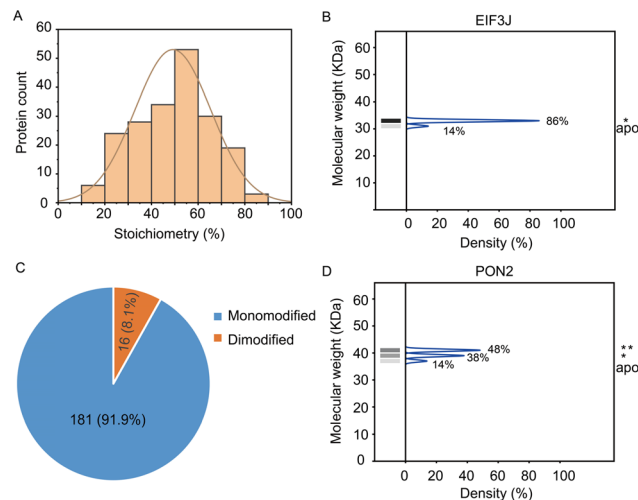 A
Protein count
60
50
40
30
20
10
0
0 20 40 60 80 100
Stoichiometry (%)
B
EIF3J
Molecular weight (KDa)
60
50
40
30
20
10
86%
14%
*
apo
0 20 40 60 80 100
Density (%)
C
16 (8.1%)
181 (91.9%)
Monomodified
Dimodified
D
PON2
Molecular weight (KDa)
60
50
40
30
20
10
0
48%
38%
14%
**
*
apo
0 20 40 60 80 100
Density (%)